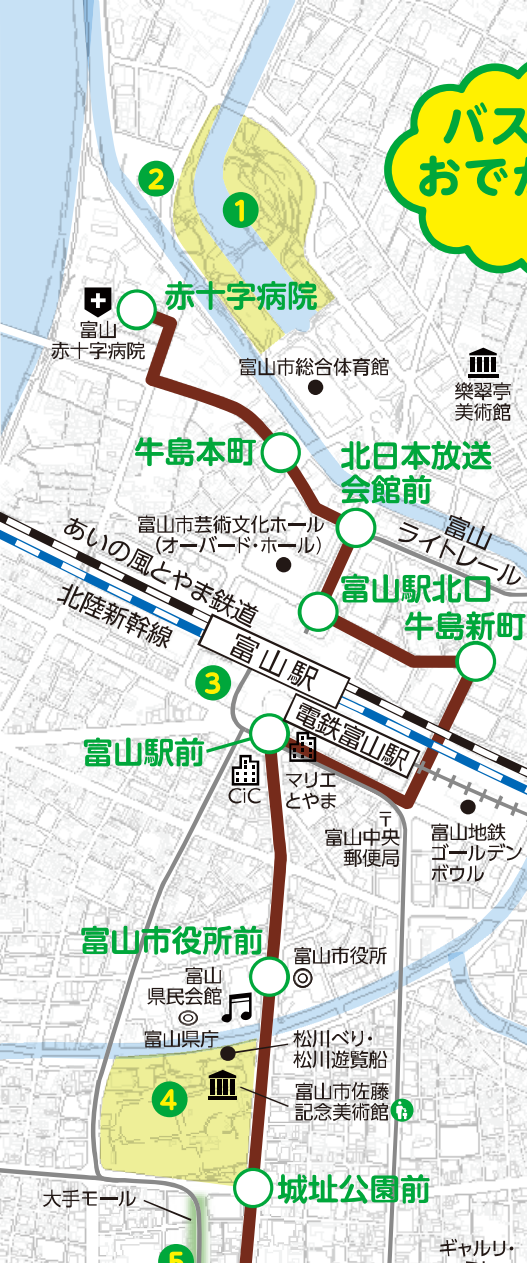 バス
おでか
2
1
赤十字病院
富山
赤十字病院
富山市総合体育館
樂翠亭
美術館
牛島本町
北日本放送
会館前
富山市芸術文化ホール
(オーバード・ホール)
富山
ライトレール
あいの風とやま鉄道
北陸新幹線
富山駅北口
牛島新町
富山駅
3
電鉄富山駅
富山駅前
CiC
マリエ
とやま
〒
富山中央
郵便局
富山地鉄
ゴールデン
ボウル
富山市役所前
富山市役所
富山
県民会館
富山県庁
松川べり・
松川遊覧船
富山市佐藤
記念美術館
4
城址公園前
大手モール
5
ギャルリ・